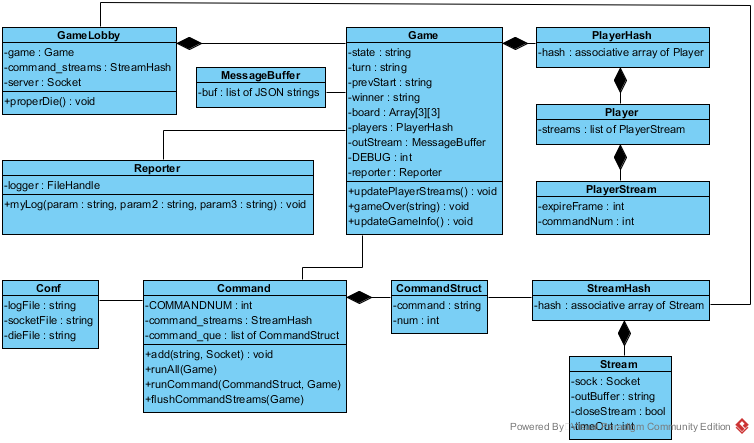 GameLobby
-game : Game
-command_streams : StreamHash
-server : Socket
+properDie() : void
MessageBuffer
-buf : list of JSON strings
Game
-state : string
-turn : string
-prevStart : string
-winner : string
-board : Array[3][3]
-players : PlayerHash
-outStream : MessageBuffer
-DEBUG : int
-reporter : Reporter
+updatePlayerStreams() : void
+gameOver(string) : void
+updateGameInfo() : void
PlayerHash
-hash : associative array of Player
Player
-streams : list of PlayerStream
PlayerStream
-expireFrame : int
-commandNum : int
Reporter
-logger : FileHandle
+myLog(param : string, param2 : string, param3 : string) : void
Conf
-logFile : string
-socketFile : string
-dieFile : string
Command
-COMMANDNUM : int
-command_streams : StreamHash
-command_que : list of CommandStruct
+add(string, Socket) : void
+runAll(Game)
+runCommand(CommandStruct, Game)
+flushCommandStreams(Game)
CommandStruct
-command : string
-num : int
StreamHash
-hash : associative array of Stream
Stream
-sock : Socket
-outBuffer : string
-closeStream : bool
-timeOut : int
Powered By Visual Paradigm Community Edition